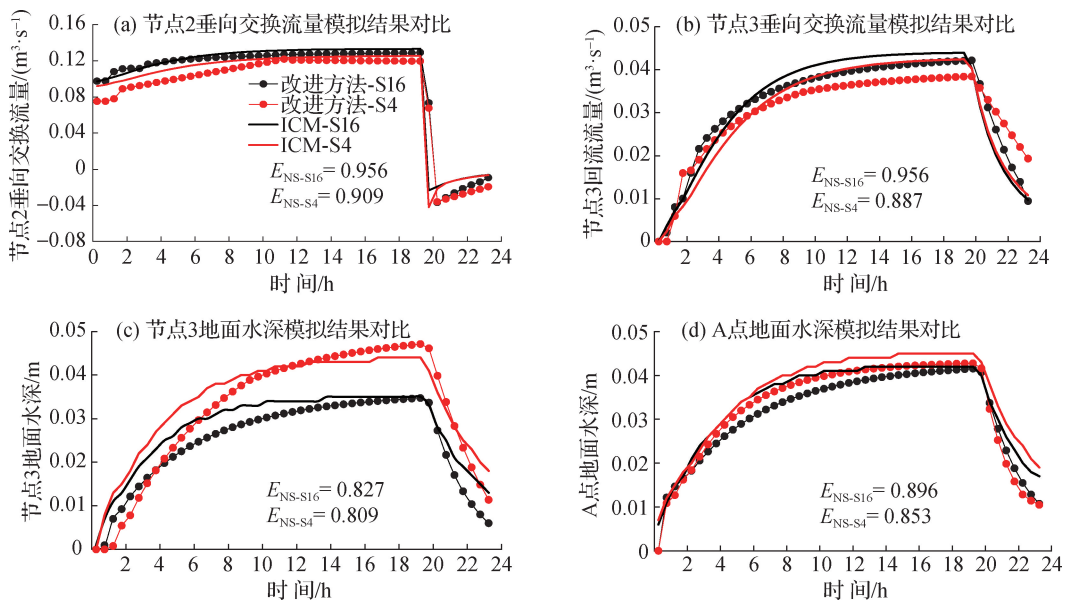 (a) 节点2垂向交换流量模拟结果对比
节点2垂向交换流量/(m³·s⁻¹)
0.16
0.12
0.08
0.04
0
−0.04
−0.08
改进方法-S16
改进方法-S4
ICM-S16
ICM-S4
E_NS-S16= 0.956
E_NS-S4= 0.909
0 2 4 6 8 10 12 14 16 18 20 22 24
时 间/h
(b) 节点3垂向交换流量模拟结果对比
节点3回流流量/(m³·s⁻¹)
0.05
0.04
0.03
0.02
0.01
0
E_NS-S16= 0.956
E_NS-S4= 0.887
2 4 6 8 10 12 14 16 18 20 22 24
时 间/h
(c) 节点3地面水深模拟结果对比
节点3地面水深/m
0.05
0.04
0.03
0.02
0.01
0
E_NS-S16= 0.827
E_NS-S4= 0.809
2 4 6 8 10 12 14 16 18 20 22 24
时 间/h
(d) A点地面水深模拟结果对比
A点地面水深/m
0.05
0.04
0.03
0.02
0.01
0
E_NS-S16= 0.896
E_NS-S4= 0.853
2 4 6 8 10 12 14 16 18 20 22 24
时 间/h